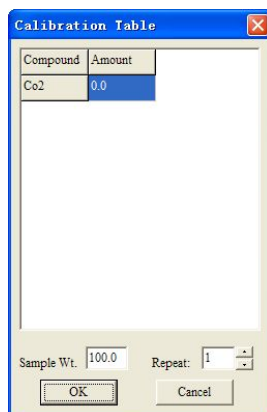 Calibration Table
Compound Amount
Co2 0.0
Sample Wt. 100.0 Repeat: 1
OK Cancel